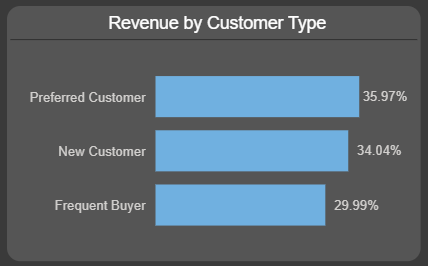 Revenue by Customer Type
Preferred Customer 35.97%
New Customer 34.04%
Frequent Buyer 29.99%